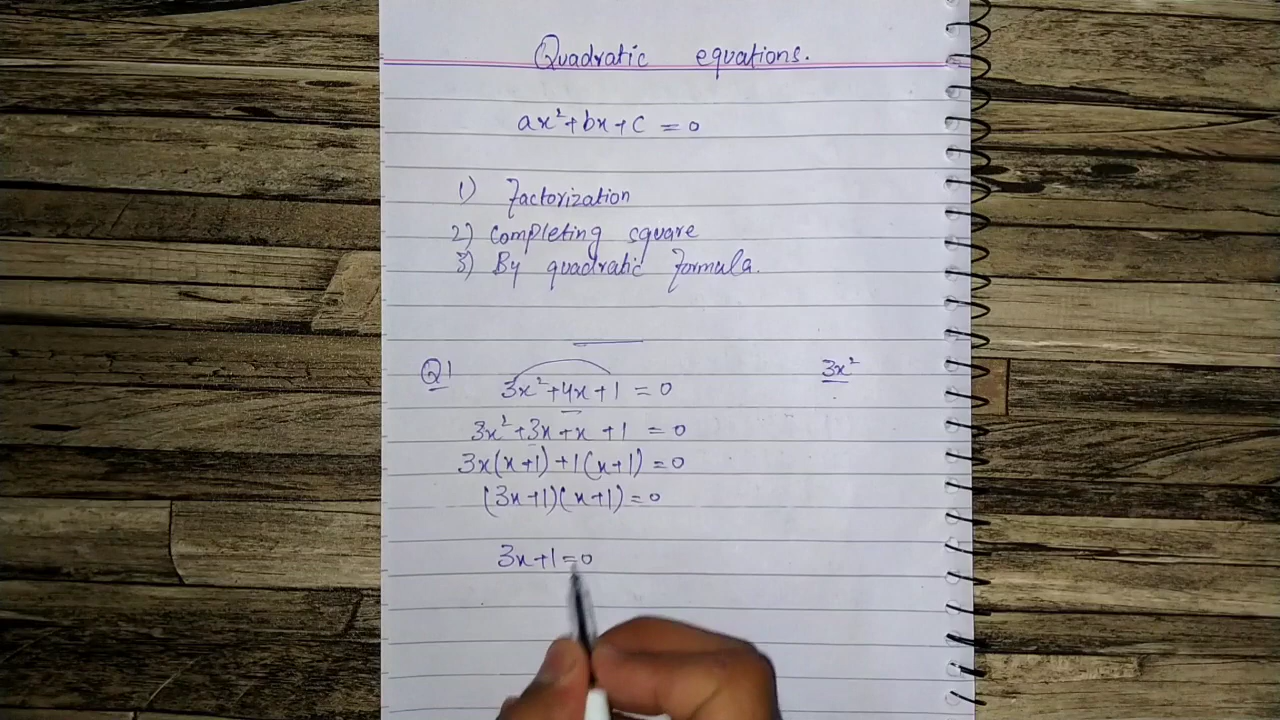 Quadratic equations.
ax²+bx+c = 0
1) Factorization
2) Completing square
3) By quadratic Formula.
Q1
3x²+4x+1 = 0
3x²
3x²+3x+x+1 = 0
3x(x+1)+1(x+1)=0
(3x+1)(x+1)=0
3x+1=0